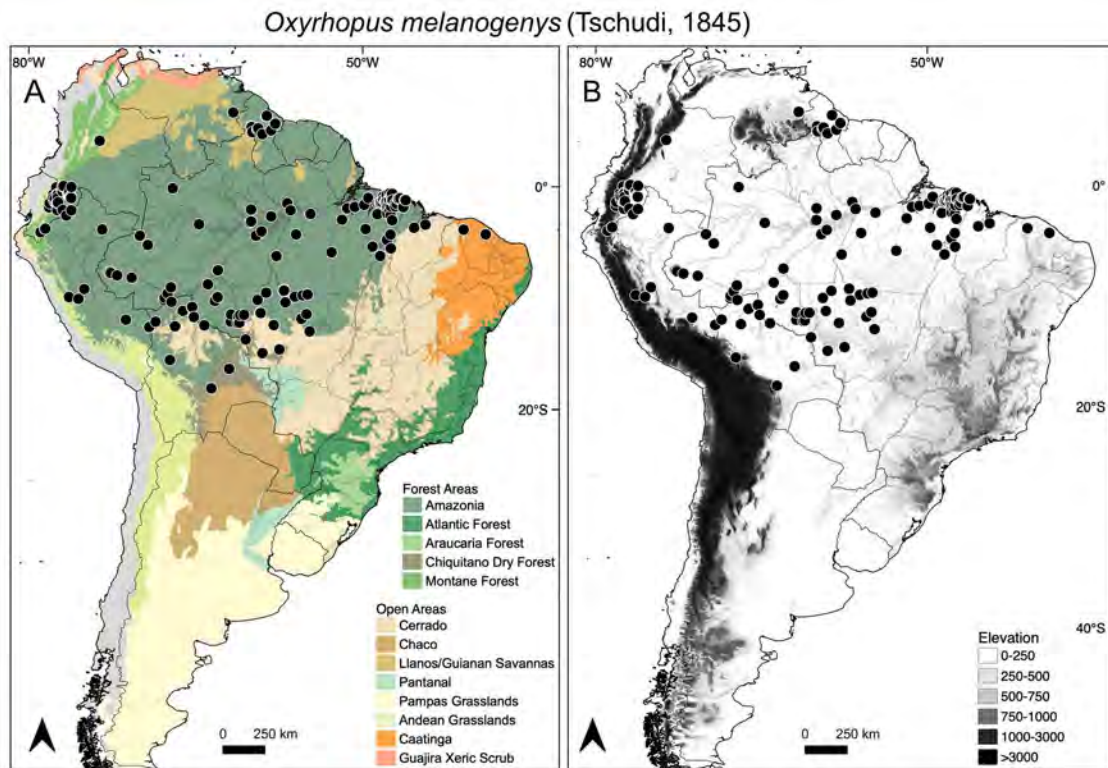 Oxyrhopus melanogenys (Tschudi, 1845)
A
80°W
50°W
0°
20°S
Forest Areas
Amazonia
Atlantic Forest
Araucaria Forest
Chiquitano Dry Forest
Montane Forest
Open Areas
Cerrado
Chaco
Llanos/Guianan Savannas
Pantanal
Pampas Grasslands
Andean Grasslands
Caatinga
Guajira Xeric Scrub
0 250 km
B
80°W
50°W
0°
20°S
40°S
Elevation
0-250
250-500
500-750
750-1000
1000-3000
>3000
0 250 km